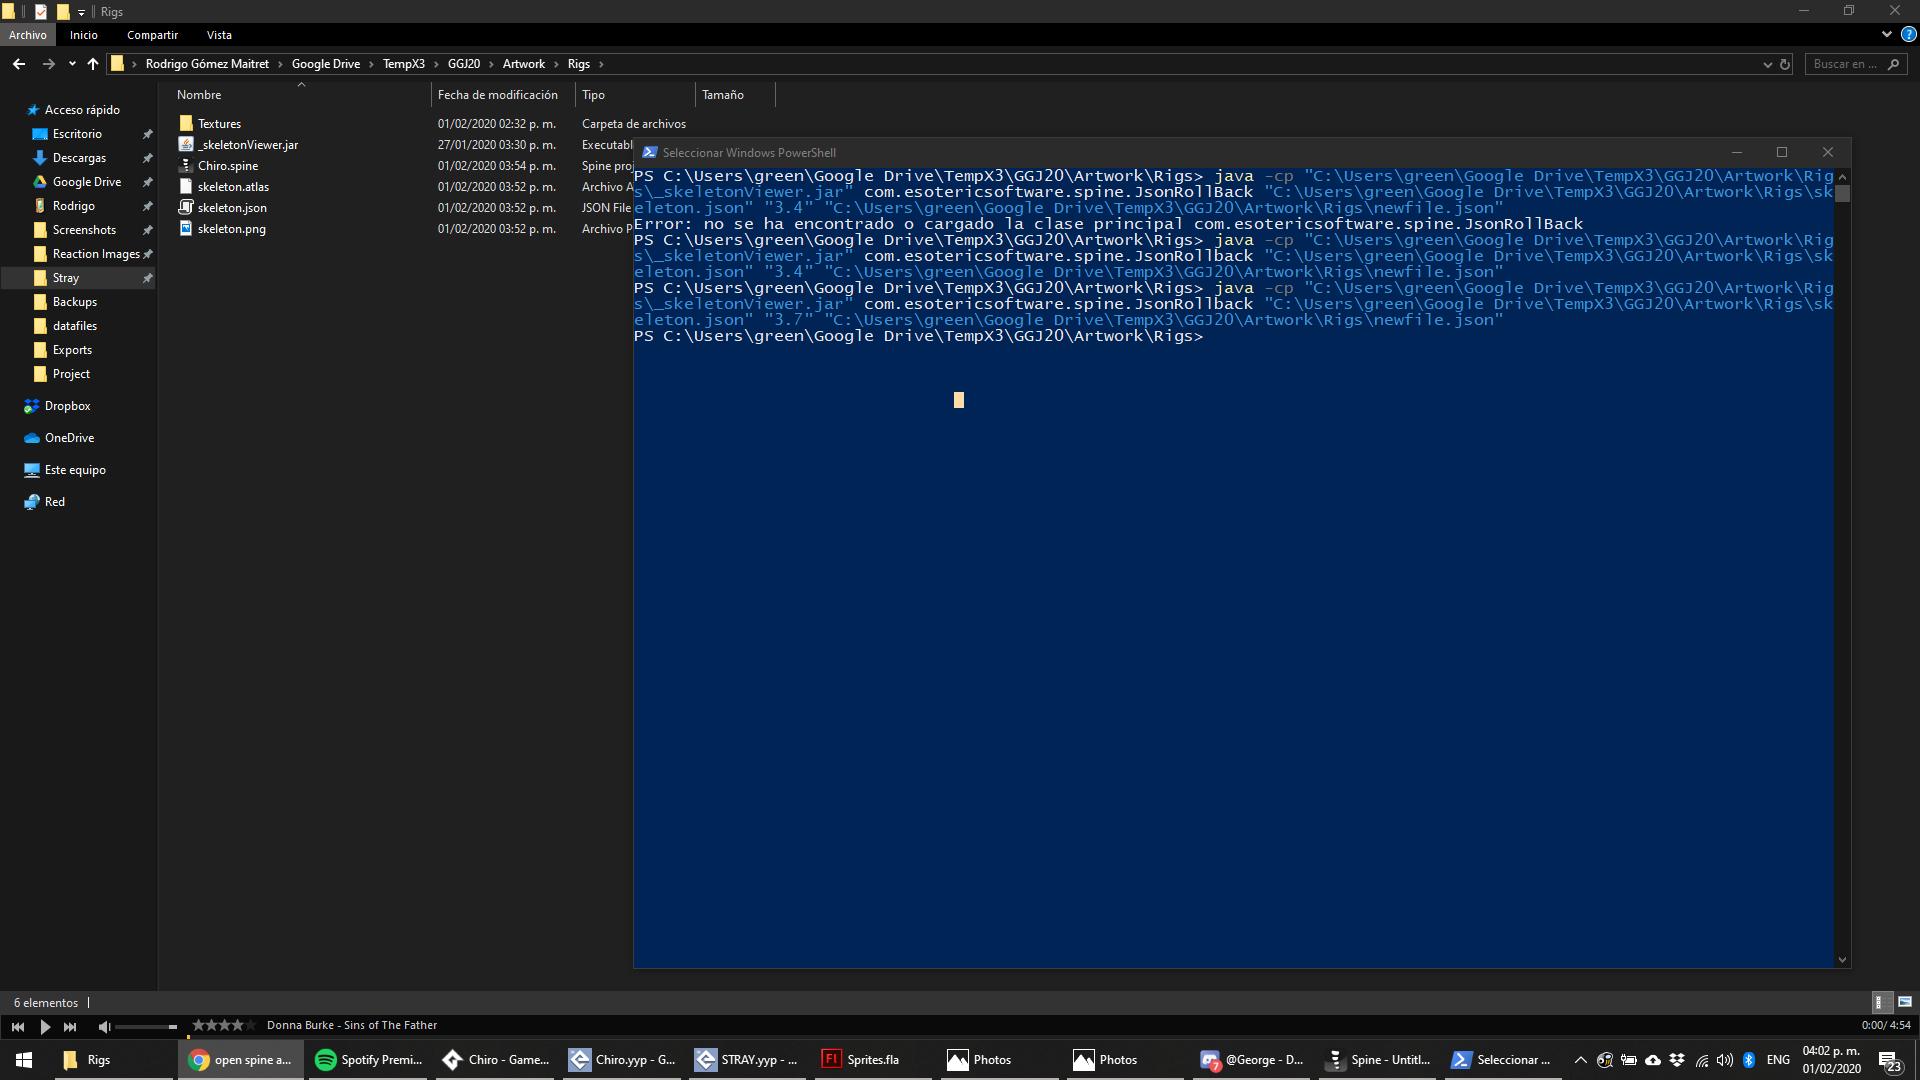 Rigs
Archivo Inicio Compartir Vista
Rodrigo Gómez Maitret > Google Drive > TempX3 > GGJ20 > Artwork > Rigs >
Buscar en ...
Nombre Fecha de modificación Tipo Tamaño
Acceso rápido
Escritorio
Descargas
Google Drive
Rodrigo
Screenshots
Reaction Images
Stray
Backups
datafiles
Exports
Project
Dropbox
OneDrive
Este equipo
Red
Textures 01/02/2020 02:32 p. m. Carpeta de archivos
_skeletonViewer.jar 27/01/2020 03:30 p. m. Executabl
Chiro.spine 01/02/2020 03:54 p. m. Spine proj
skeleton.atlas 01/02/2020 03:52 p. m. Archivo A
skeleton.json 01/02/2020 03:52 p. m. JSON File
skeleton.png 01/02/2020 03:52 p. m. Archivo P
Seleccionar Windows PowerShell
PS C:\Users\green\Google Drive\TempX3\GGJ20\Artwork\Rigs> java -cp "C:\Users\green\Google Drive\TempX3\GGJ20\Artwork\Rig
s\_skeletonViewer.jar" com.esotericsoftware.spine.JsonRollBack "C:\Users\green\Google Drive\TempX3\GGJ20\Artwork\Rigs\sk
eleton.json" "3.4" "C:\Users\green\Google Drive\TempX3\GGJ20\Artwork\Rigs\newfile.json"
Error: no se ha encontrado o cargado la clase principal com.esotericsoftware.spine.JsonRollBack
PS C:\Users\green\Google Drive\TempX3\GGJ20\Artwork\Rigs> java -cp "C:\Users\green\Google Drive\TempX3\GGJ20\Artwork\Rig
s\_skeletonViewer.jar" com.esotericsoftware.spine.JsonRollback "C:\Users\green\Google Drive\TempX3\GGJ20\Artwork\Rigs\sk
eleton.json" "3.4" "C:\Users\green\Google Drive\TempX3\GGJ20\Artwork\Rigs\newfile.json"
PS C:\Users\green\Google Drive\TempX3\GGJ20\Artwork\Rigs> java -cp "C:\Users\green\Google Drive\TempX3\GGJ20\Artwork\Rig
s\_skeletonViewer.jar" com.esotericsoftware.spine.JsonRollback "C:\Users\green\Google Drive\TempX3\GGJ20\Artwork\Rigs\sk
eleton.json" "3.7" "C:\Users\green\Google Drive\TempX3\GGJ20\Artwork\Rigs\newfile.json"
PS C:\Users\green\Google Drive\TempX3\GGJ20\Artwork\Rigs>
6 elementos
Donna Burke - Sins of The Father 0:00/ 4:54
Rigs open spine a... Spotify Premi... Chiro - Game... Chiro.yyp - G... STRAY.yyp - ... Sprites.fla Photos Photos @George - D... Spine - Untitl... Seleccionar ... ENG 04:02 p. m.
01/02/2020 23